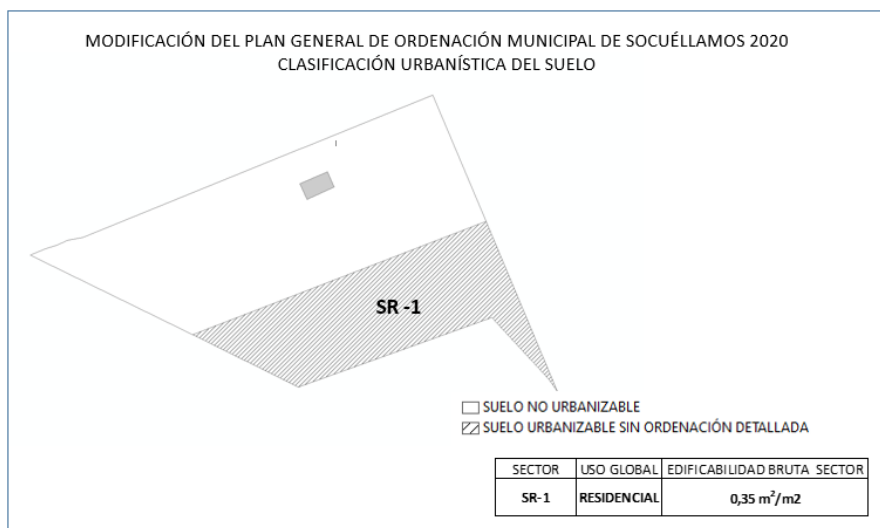 MODIFICACIÓN DEL PLAN GENERAL DE ORDENACIÓN MUNICIPAL DE SOCUÉLLAMOS 2020
CLASIFICACIÓN URBANÍSTICA DEL SUELO
SR -1
SUELO NO URBANIZABLE
SUELO URBANIZABLE SIN ORDENACIÓN DETALLADA
SECTOR USO GLOBAL EDIFICABILIDAD BRUTA SECTOR
SR-1 RESIDENCIAL 0,35 m²/m2